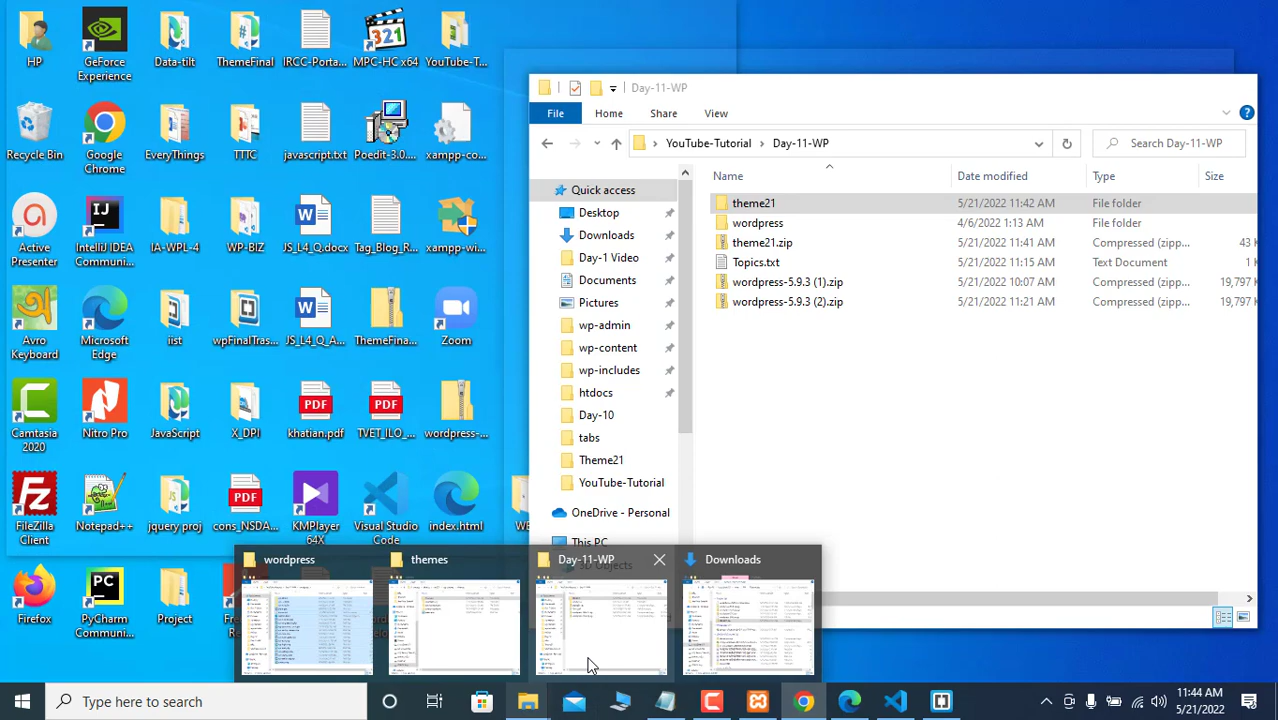 HP
GeForce Experience
Data-tilt
ThemeFinal
IRCC-Porta...
MPC-HC x64
YouTube-T...
Recycle Bin
Google Chrome
EveryThings
TTTC
javascript.txt
Poedit-3.0....
xampp-co...
Active Presenter
IntelliJ IDEA Communi...
IA-WPL-4
WP-BIZ
JS_L4_Q.docx
Tag_Blog_R...
xampp-wi...
Avro Keyboard
Microsoft Edge
iist
wpFinalTras...
JS_L4_Q_A...
ThemeFina...
Zoom
Camtasia 2020
Nitro Pro
JavaScript
X_DPI
khatian.pdf
TVET_ILO_...
wordpress-...
FileZilla Client
Notepad++
jquery proj
cons_NSDA...
KMPlayer 64X
Visual Studio Code
index.html
Firefox
PyCharm Communi...
Project
Day-11-WP
File
Home
Share
View
YouTube-Tutorial > Day-11-WP
Search Day-11-WP
Name
Date modified
Type
Size
Quick access
Desktop
Downloads
Day-1 Video
Documents
Pictures
wp-admin
wp-content
wp-includes
htdocs
Day-10
tabs
Theme21
YouTube-Tutorial
OneDrive - Personal
This PC
3D Objects
theme21 5/21/2022 11:42 AM File folder
wordpress 4/6/2022 1:13 AM File folder
theme21.zip 5/21/2022 11:41 AM Compressed (zipp... 43 K
Topics.txt 5/21/2022 11:15 AM Text Document 1 K
wordpress-5.9.3 (1).zip 5/21/2022 10:07 AM Compressed (zipp... 19,797 K
wordpress-5.9.3 (2).zip 5/21/2022 11:21 AM Compressed (zipp... 19,797 K
wordpress
themes
Day-11-WP
Downloads
Type here to search
11:44 AM
5/21/2022